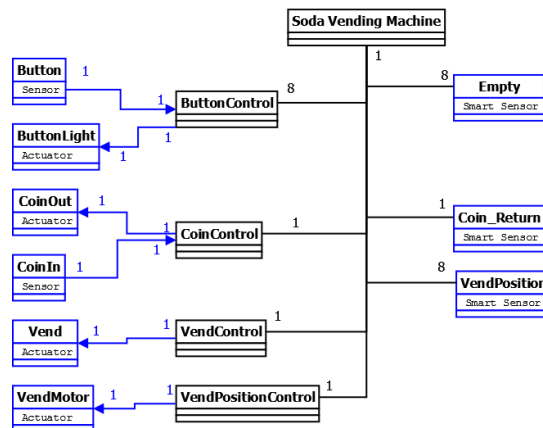 Soda Vending Machine
1
Button
Sensor
1
1
ButtonControl
8
ButtonLight
Actuator
1
1
8
Empty
Smart Sensor
CoinOut
Actuator
1
1
CoinControl
1
CoinIn
Sensor
1
1
1
Coin_Return
Smart Sensor
8
VendPosition
Smart Sensor
Vend
Actuator
1
1
VendControl
1
VendMotor
Actuator
1
1
VendPositionControl
1